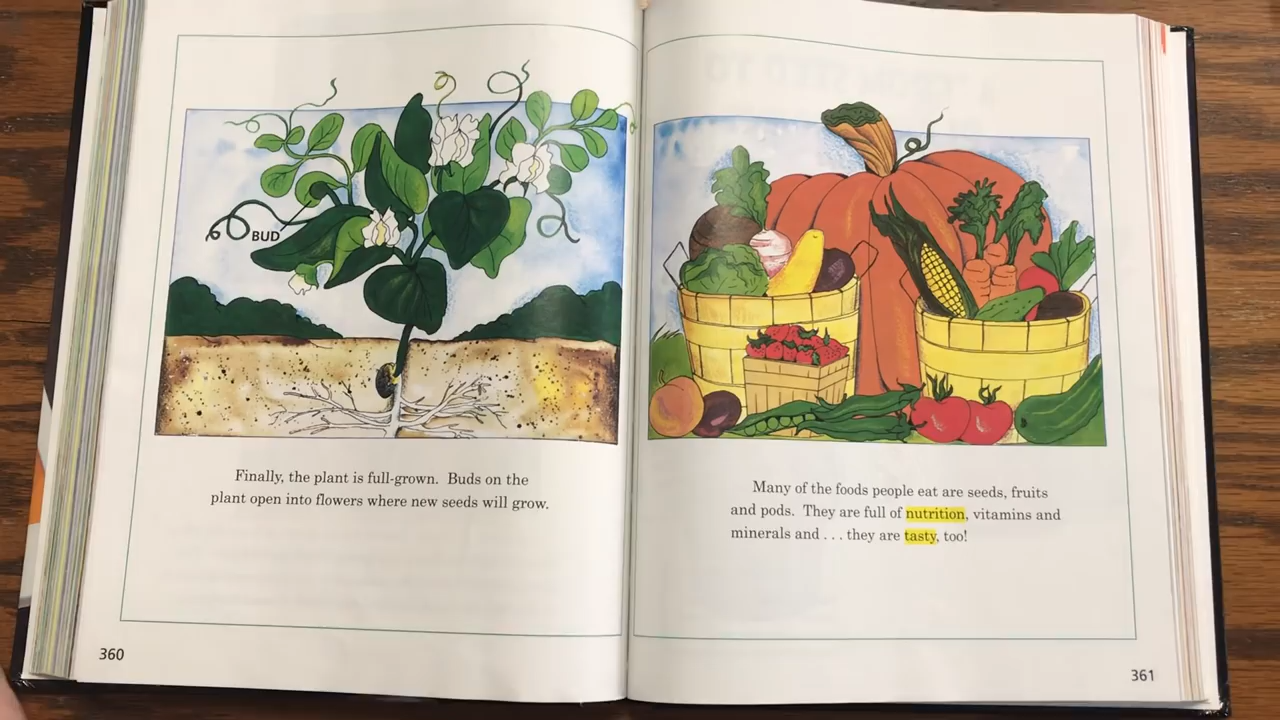 BUD
Finally, the plant is full-grown. Buds on the
plant open into flowers where new seeds will grow.
360
Many of the foods people eat are seeds, fruits
and pods. They are full of nutrition, vitamins and
minerals and . . . they are tasty, too!
361